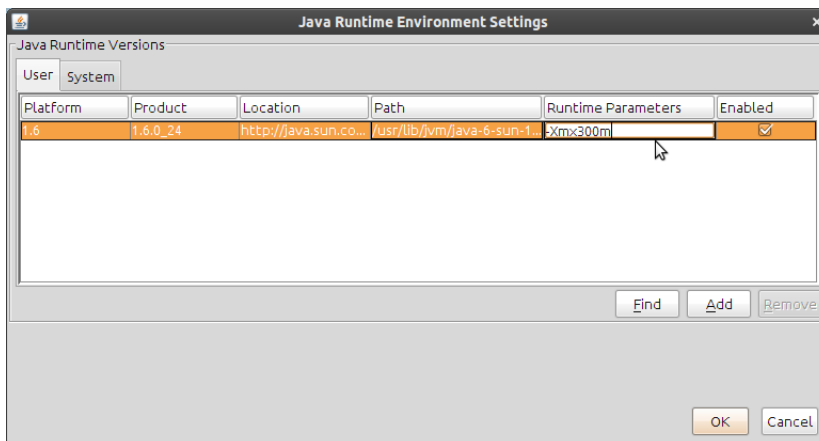 Java Runtime Environment Settings
Java Runtime Versions
User System
Platform Product Location Path Runtime Parameters Enabled
1.6 1.6.0_24 http://java.sun.co... /usr/lib/jvm/java-6-sun-1... -Xmx300m
Find Add Remove
OK Cancel